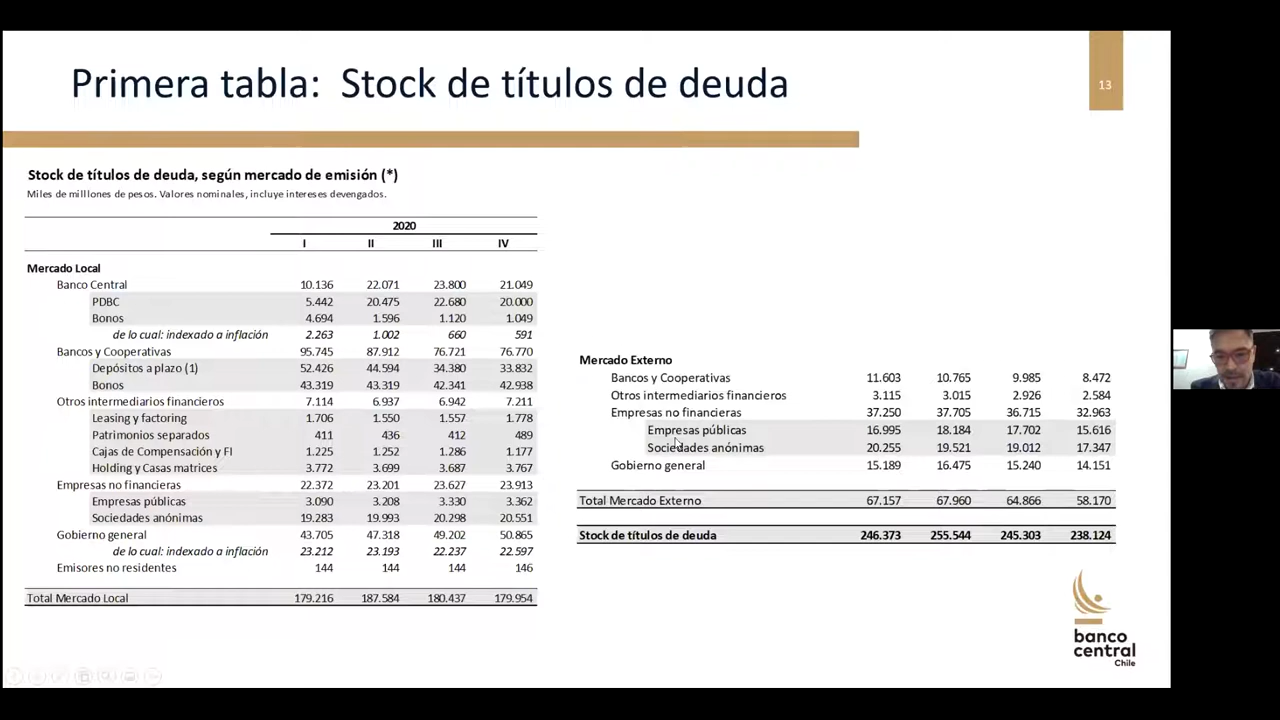 Primera tabla: Stock de títulos de deuda
13
Stock de títulos de deuda, según mercado de emisión (*)
Miles de milllones de pesos. Valores nominales, incluye intereses devengados.
2020
I II III IV
Mercado Local
Banco Central 10.136 22.071 23.800 21.049
PDBC 5.442 20.475 22.680 20.000
Bonos 4.694 1.596 1.120 1.049
de lo cual: indexado a inflación 2.263 1.002 660 591
Bancos y Cooperativas 95.745 87.912 76.721 76.770
Depósitos a plazo (1) 52.426 44.594 34.380 33.832
Bonos 43.319 43.319 42.341 42.938
Otros intermediarios financieros 7.114 6.937 6.942 7.211
Leasing y factoring 1.706 1.550 1.557 1.778
Patrimonios separados 411 436 412 489
Cajas de Compensación y FI 1.225 1.252 1.286 1.177
Holding y Casas matrices 3.772 3.699 3.687 3.767
Empresas no financieras 22.372 23.201 23.627 23.913
Empresas públicas 3.090 3.208 3.330 3.362
Sociedades anónimas 19.283 19.993 20.298 20.551
Gobierno general 43.705 47.318 49.202 50.865
de lo cual: indexado a inflación 23.212 23.193 22.237 22.597
Emisores no residentes 144 144 144 146
Total Mercado Local 179.216 187.584 180.437 179.954
Mercado Externo
Bancos y Cooperativas 11.603 10.765 9.985 8.472
Otros intermediarios financieros 3.115 3.015 2.926 2.584
Empresas no financieras 37.250 37.705 36.715 32.963
Empresas públicas 16.995 18.184 17.702 15.616
Sociedades anónimas 20.255 19.521 19.012 17.347
Gobierno general 15.189 16.475 15.240 14.151
Total Mercado Externo 67.157 67.960 64.866 58.170
Stock de títulos de deuda 246.373 255.544 245.303 238.124
banco
central
Chile